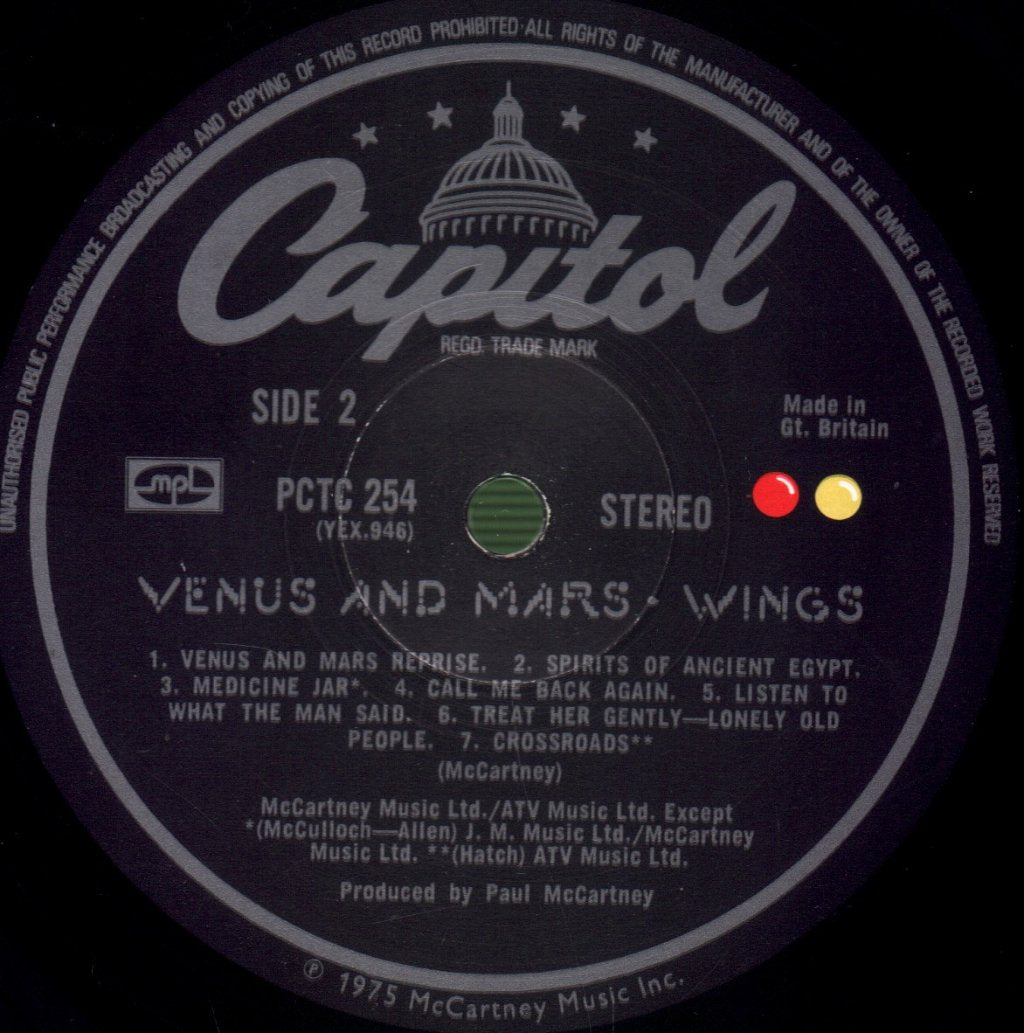 UNAUTHORISED PUBLIC PERFORMANCE BROADCASTING AND COPYING OF THIS RECORD PROHIBITED·ALL RIGHTS OF THE MANUFACTURER AND OF THE OWNER OF THE RECORDED WORK RESERVED
Capitol
REGD. TRADE MARK
SIDE 2
Made in
Gt. Britain
mpl
PCTC 254
(YEX.946)
STEREO
VENUS AND MARS · WINGS
1. VENUS AND MARS REPRISE. 2. SPIRITS OF ANCIENT EGYPT.
3. MEDICINE JAR*. 4. CALL ME BACK AGAIN. 5. LISTEN TO
WHAT THE MAN SAID. 6. TREAT HER GENTLY—LONELY OLD
PEOPLE. 7. CROSSROADS**
(McCartney)
McCartney Music Ltd./ATV Music Ltd. Except
*(McCulloch—Allen) J. M. Music Ltd./McCartney
Music Ltd. **(Hatch) ATV Music Ltd.
Produced by Paul McCartney
℗ 1975 McCartney Music Inc.